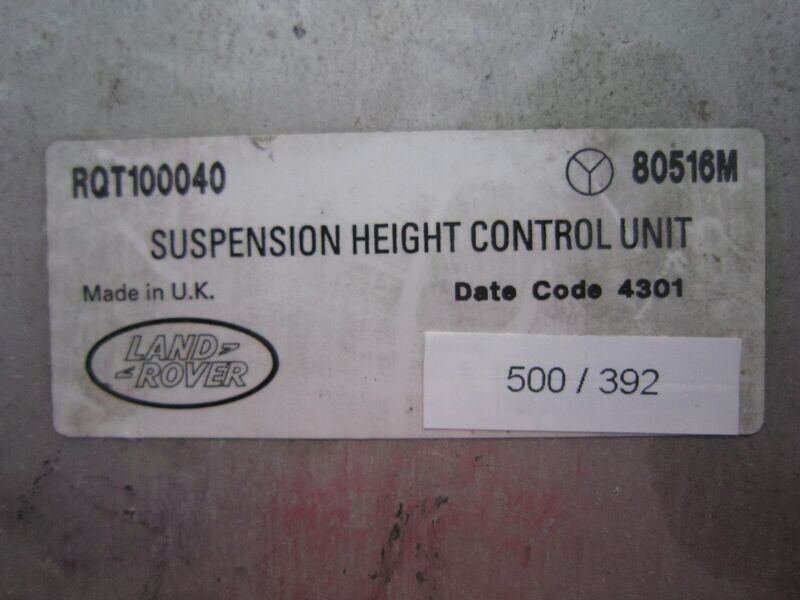 RQT100040
80516M
SUSPENSION HEIGHT CONTROL UNIT
Made in U.K.
Date Code 4301
LAND
ROVER
500 / 392